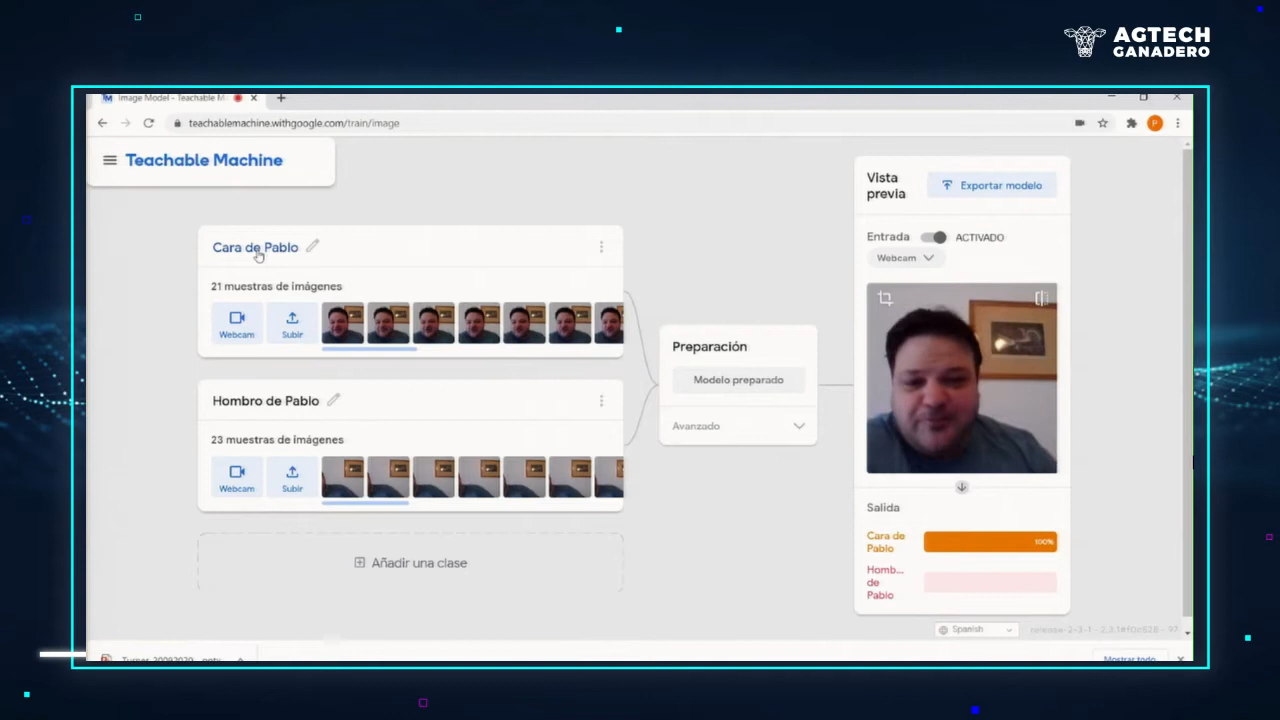 AGTECH
GANADERO
Image Model - Teachable M
teachablemachine.withgoogle.com/train/image
Teachable Machine
Cara de Pablo
21 muestras de imágenes
Webcam
Subir
Hombro de Pablo
23 muestras de imágenes
Webcam
Subir
Añadir una clase
Preparación
Modelo preparado
Avanzado
Vista
previa
Exportar modelo
Entrada
ACTIVADO
Webcam
Salida
Cara de
Pablo
100%
Homb...
de
Pablo
Spanish
Mostrar todo